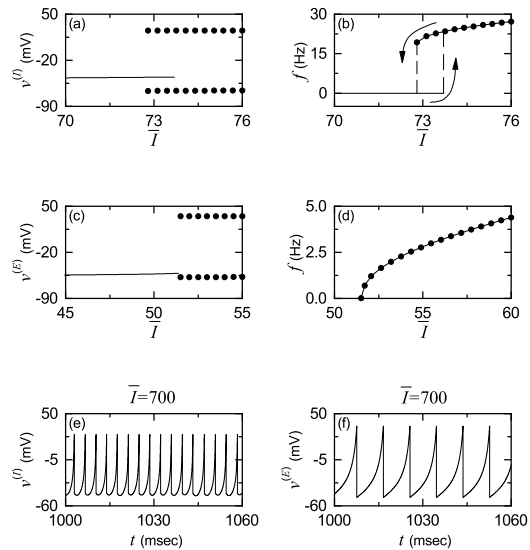 (a)
50
-20
-90
v^(I) (mV)
70 73 76
I̅
(b)
30
15
0
f (Hz)
70 73 76
I̅
(c)
50
-20
-90
v^(E) (mV)
45 50 55
I̅
(d)
5.0
2.5
0.0
f (Hz)
50 55 60
I̅
I̅=700
(e)
50
-5
-60
v^(I) (mV)
1000 1030 1060
t (msec)
I̅=700
(f)
50
-5
-60
v^(E) (mV)
1000 1030 1060
t (msec)